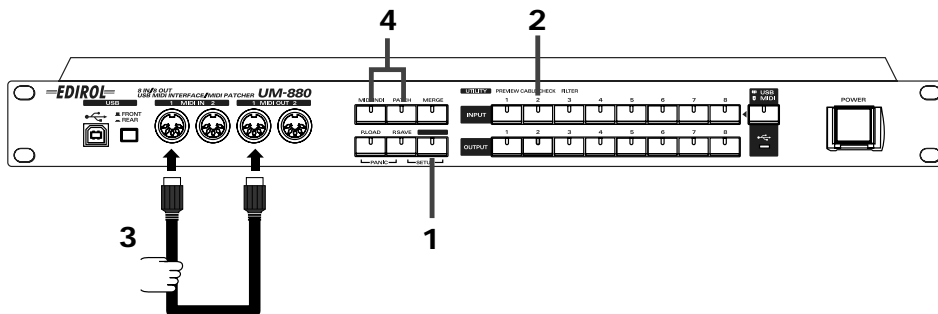 4
2
EDIROL
8 IN/8 OUT
USB MIDI INTERFACE/MIDI PATCHER UM-880
USB
FRONT
REAR
1 MIDI IN 2
1 MIDI OUT 2
MIDI INDI PATCH MERGE
P.LOAD P.SAVE
PANIC SETUP
UTILITY PREVIEW CABLE CHECK FILTER
INPUT 1 2 3 4 5 6 7 8
OUTPUT 1 2 3 4 5 6 7 8
USB
MIDI
POWER
3
1